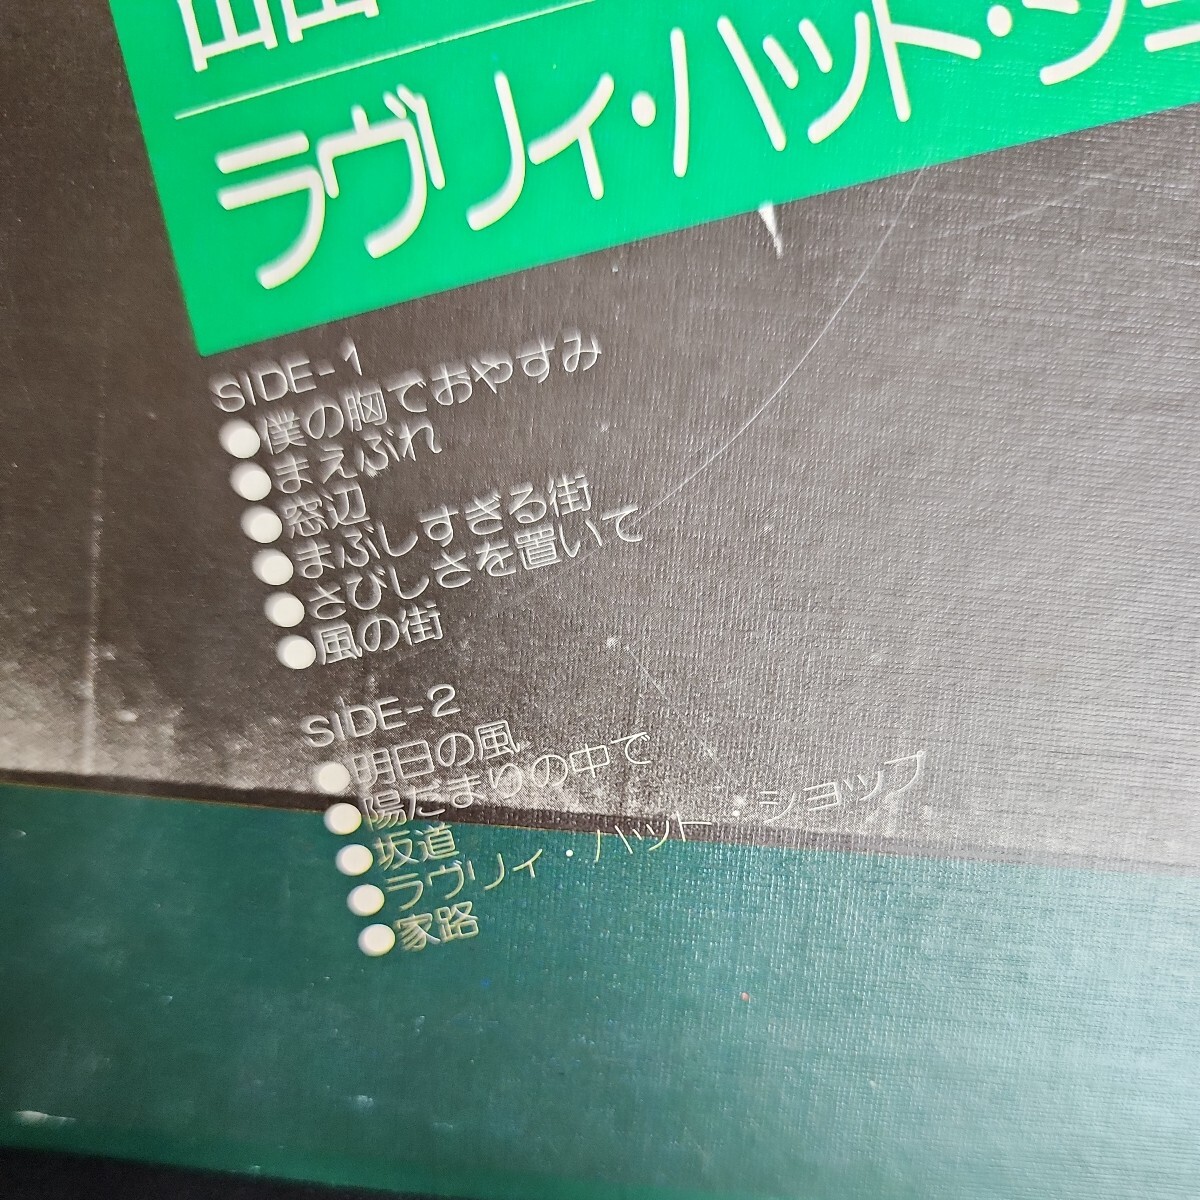 ラヴリィ・ハット・ショ
SIDE-1
●僕の胸でおやすみ
●まえぶれ
●窓辺
●まぶしすぎる街
●さびしさを置いて
●風の街
SIDE-2
●明日の風
●陽だまりの中で
●坂道
●ラヴリィ・ハット・ショップ
●家路